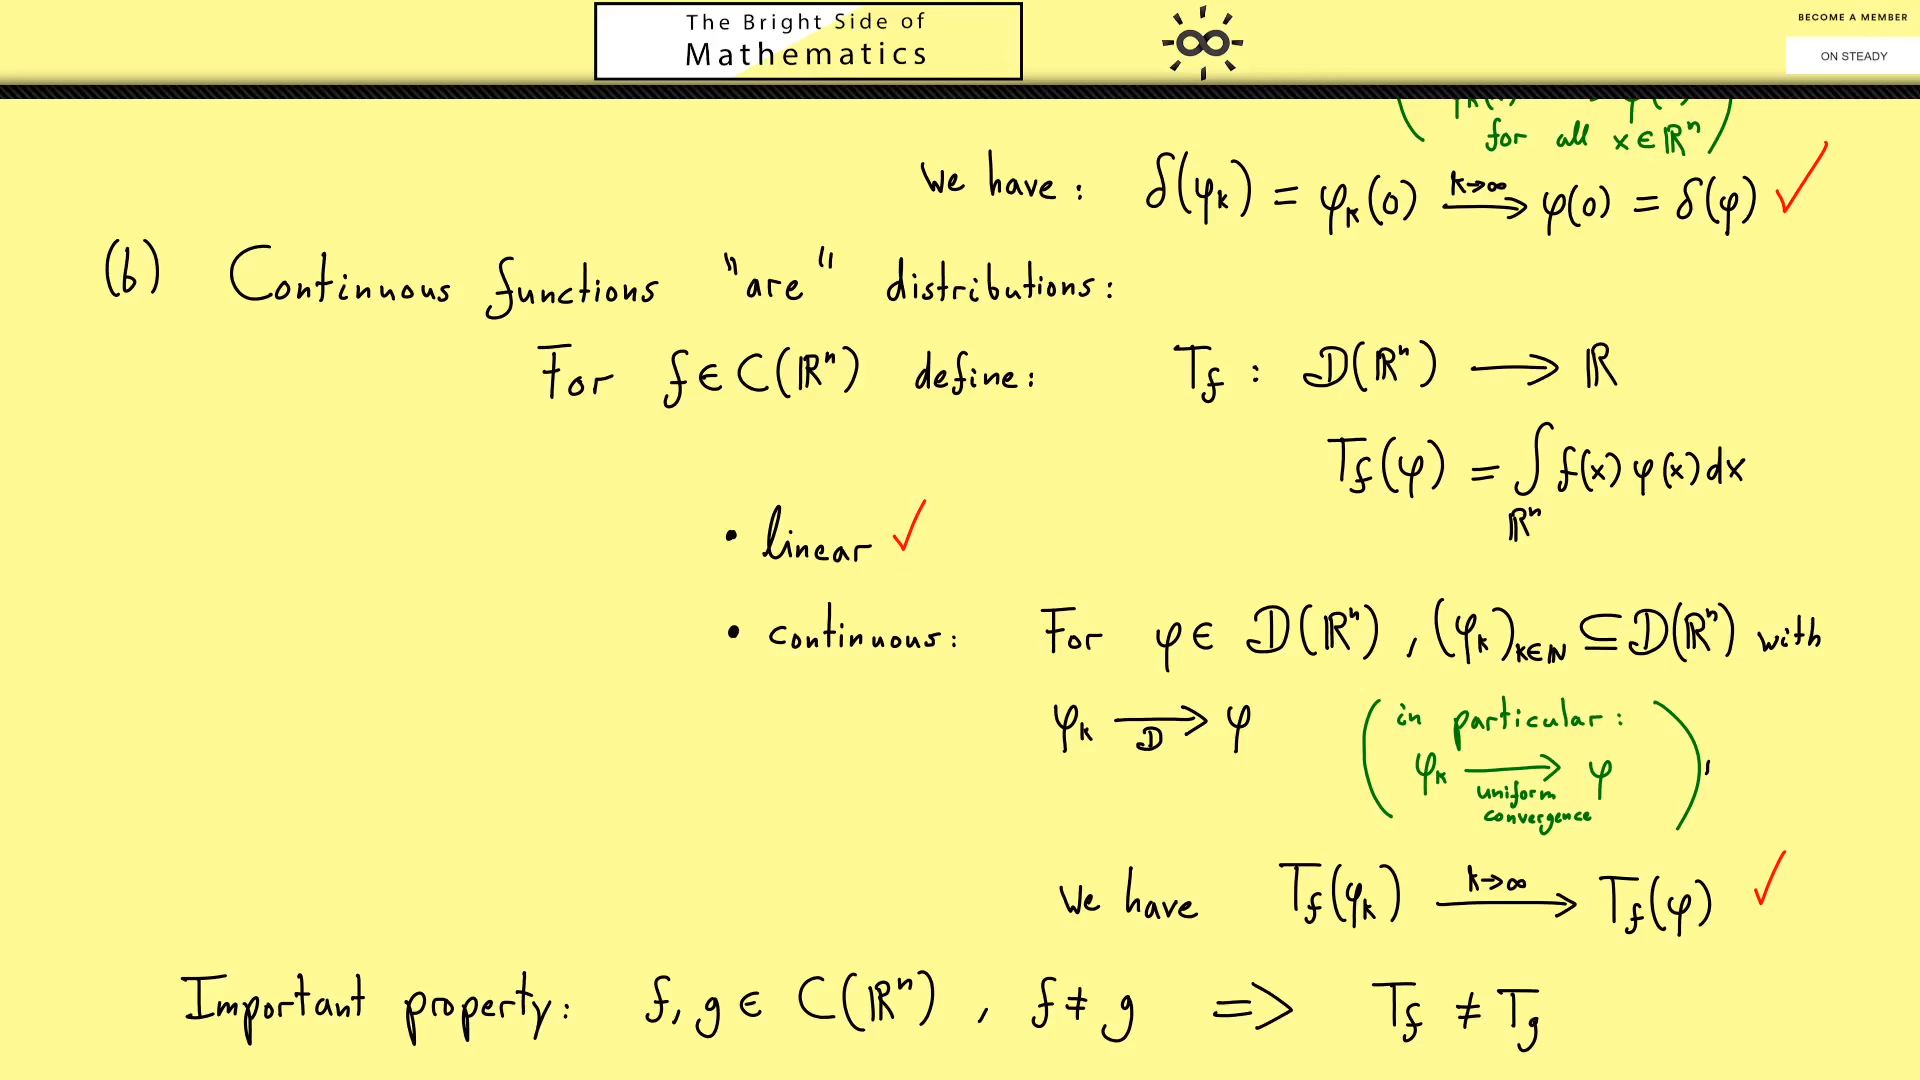 The Bright Side of
Mathematics
BECOME A MEMBER
ON STEADY
for all x ∈ ℝⁿ)
We have: δ(φₖ) = φₖ(0) —k→∞→ φ(0) = δ(φ) ✓
(b) Continuous functions "are" distributions:
For f ∈ C(ℝⁿ) define: T_f : 𝒟(ℝⁿ) ⟶ ℝ
T_f(φ) = ∫_ℝⁿ f(x) φ(x) dx
• linear ✓
• continuous: For φ ∈ 𝒟(ℝⁿ), (φₖ)_{k∈ℕ} ⊆ 𝒟(ℝⁿ) with
φₖ —𝒟→ φ (in particular:
φₖ ⟶ φ),
uniform
convergence
We have T_f(φₖ) —k→∞→ T_f(φ) ✓
Important property: f, g ∈ C(ℝⁿ), f ≠ g ⟹ T_f ≠ T_g